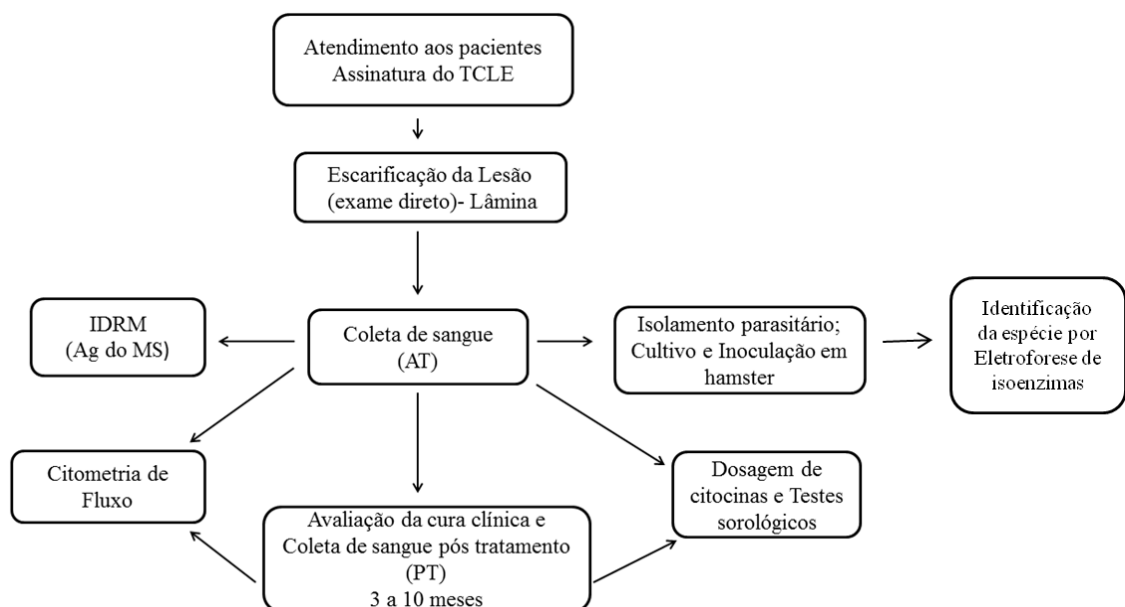 Atendimento aos pacientes
Assinatura do TCLE
Escarificação da Lesão
(exame direto)- Lâmina
IDRM
(Ag do MS)
Coleta de sangue
(AT)
Isolamento parasitário;
Cultivo e Inoculação em
hamster
Identificação
da espécie por
Eletroforese de
isoenzimas
Citometria de
Fluxo
Avaliação da cura clínica e
Coleta de sangue pós tratamento
(PT)
3 a 10 meses
Dosagem de
citocinas e Testes
sorológicos